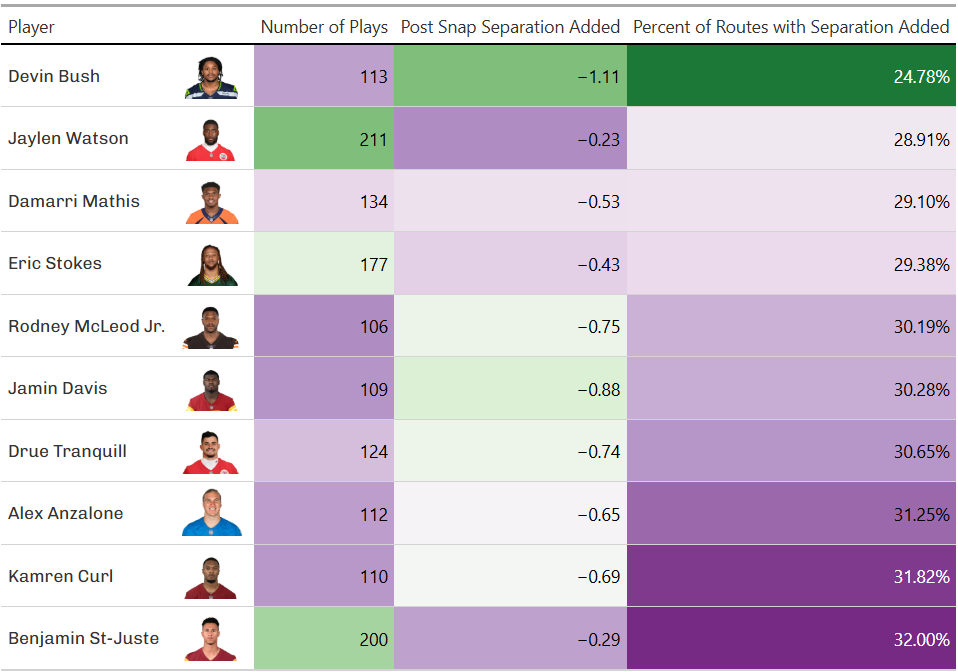 Player Number of Plays Post Snap Separation Added Percent of Routes with Separation Added
Devin Bush 113 −1.11 24.78%
Jaylen Watson 211 −0.23 28.91%
Damarri Mathis 134 −0.53 29.10%
Eric Stokes 177 −0.43 29.38%
Rodney McLeod Jr. 106 −0.75 30.19%
Jamin Davis 109 −0.88 30.28%
Drue Tranquill 124 −0.74 30.65%
Alex Anzalone 112 −0.65 31.25%
Kamren Curl 110 −0.69 31.82%
Benjamin St-Juste 200 −0.29 32.00%